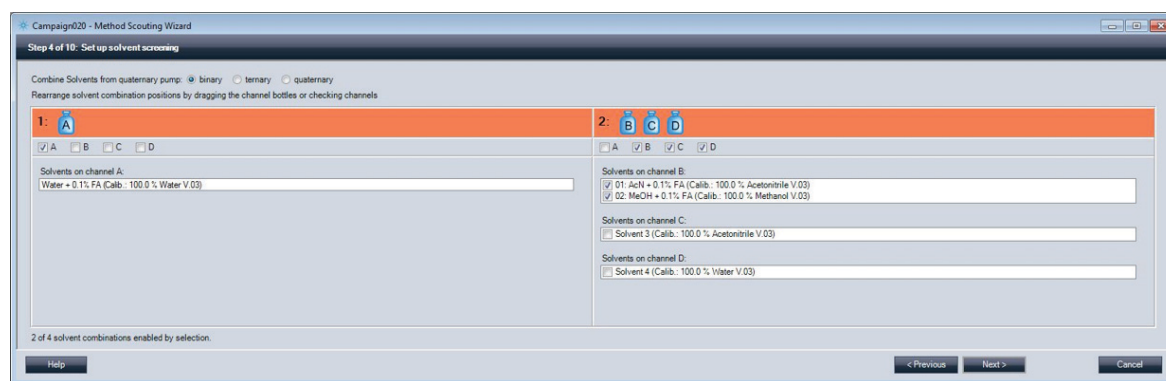 Campaign020 - Method Scouting Wizard
Step 4 of 10: Set up solvent screening
Combine Solvents from quaternary pump: binary ternary quaternary
Rearrange solvent combination positions by dragging the channel bottles or checking channels
1: A
2: B C D
A B C D
A B C D
Solvents on channel A:
Water + 0.1% FA (Calib.: 100.0 % Water V.03)
Solvents on channel B:
01: AcN + 0.1% FA (Calib.: 100.0 % Acetonitrile V.03)
02: MeOH + 0.1% FA (Calib.: 100.0 % Methanol V.03)
Solvents on channel C:
Solvent 3 (Calib.: 100.0 % Acetonitrile V.03)
Solvents on channel D:
Solvent 4 (Calib.: 100.0 % Water V.03)
2 of 4 solvent combinations enabled by selection.
Help
< Previous
Next >
Cancel